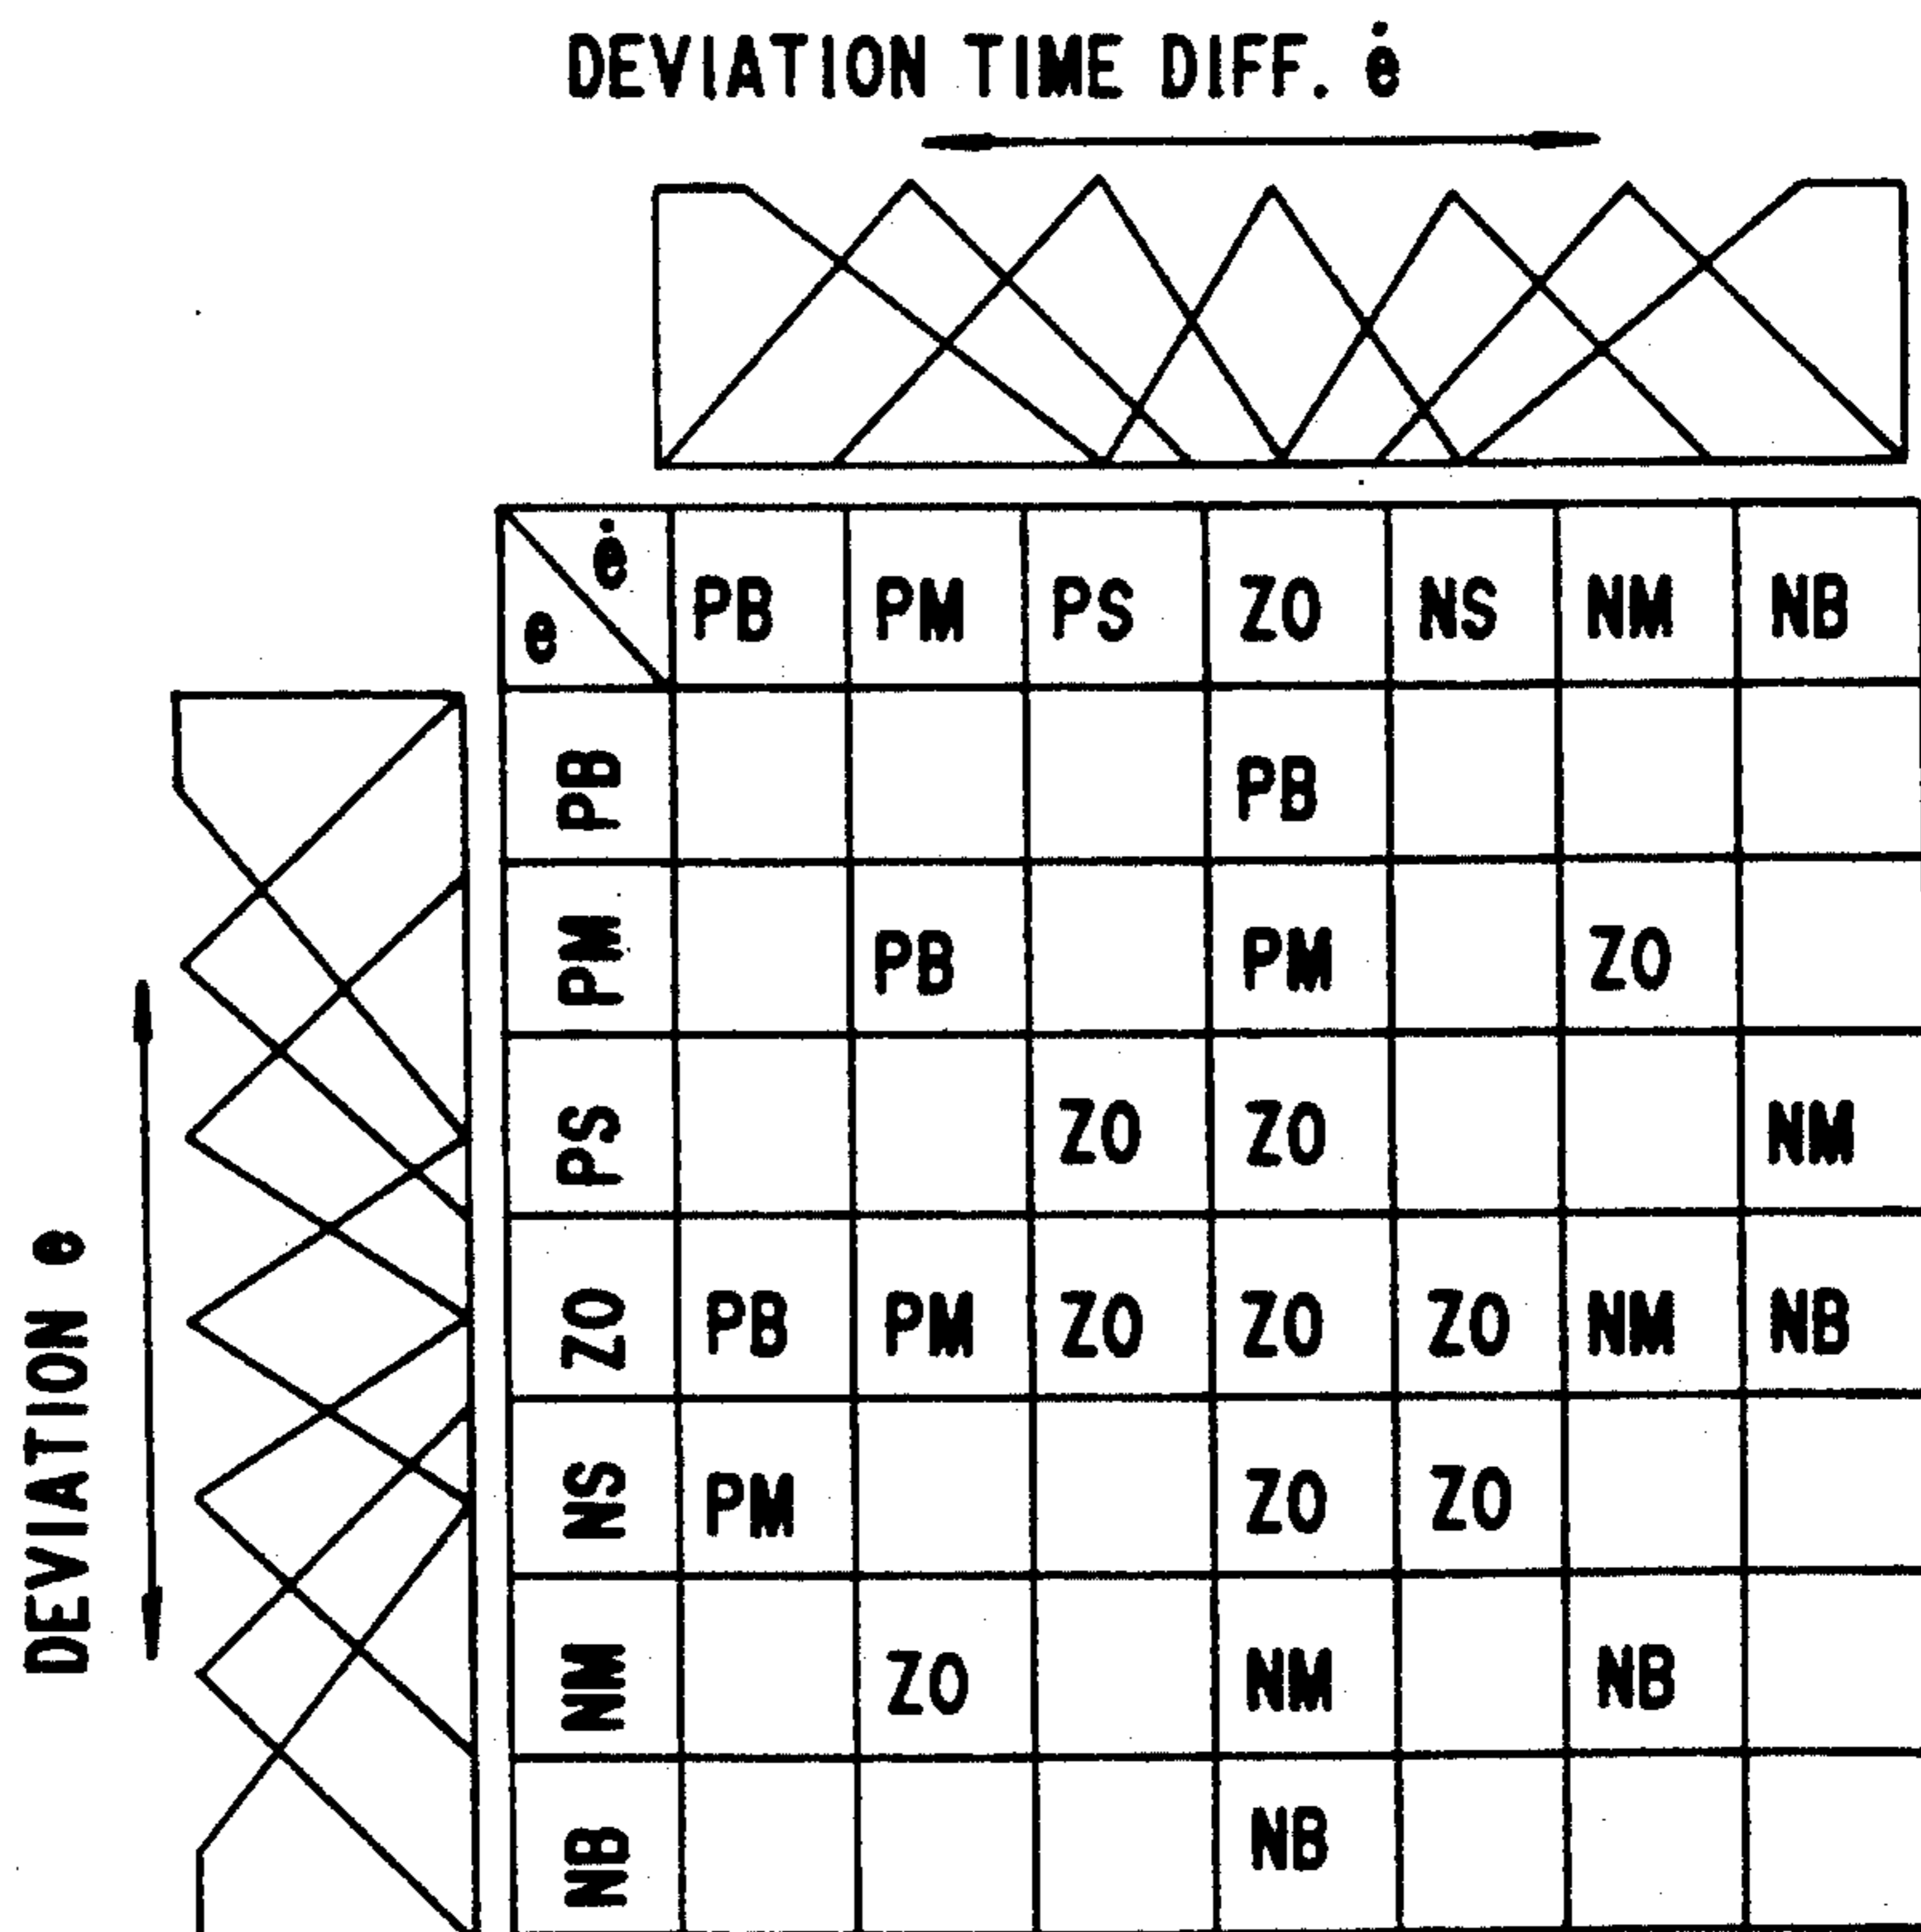 DEVIATION TIME DIFF. ė
ė
e PB PM PS ZO NS NM NB
PB PB
PM PB PM ZO
PS ZO ZO NM
DEVIATION e
ZO PB PM ZO ZO ZO NM NB
NS PM ZO ZO
NM ZO NM NB
NB NB